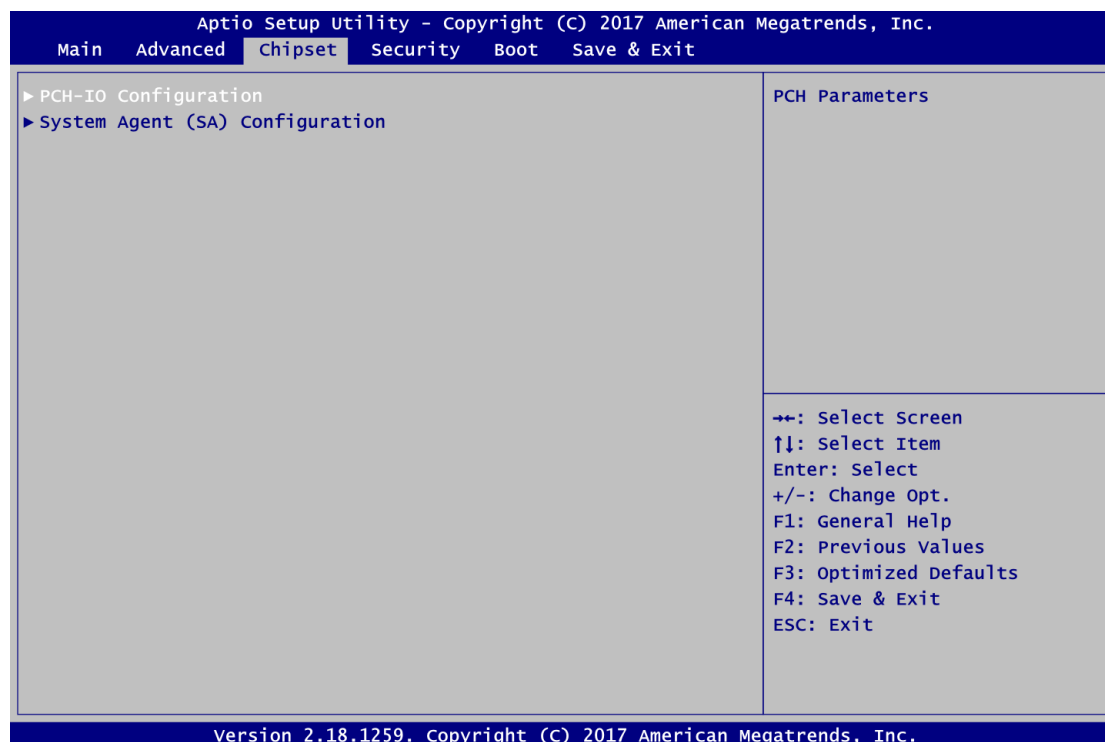 Aptio Setup Utility - Copyright (C) 2017 American Megatrends, Inc.
Main Advanced Chipset Security Boot Save & Exit
▶ PCH-IO Configuration
▶ System Agent (SA) Configuration
PCH Parameters
→←: Select Screen
↑↓: Select Item
Enter: Select
+/-: Change Opt.
F1: General Help
F2: Previous Values
F3: Optimized Defaults
F4: Save & Exit
ESC: Exit
Version 2.18.1259. Copyright (C) 2017 American Megatrends, Inc.